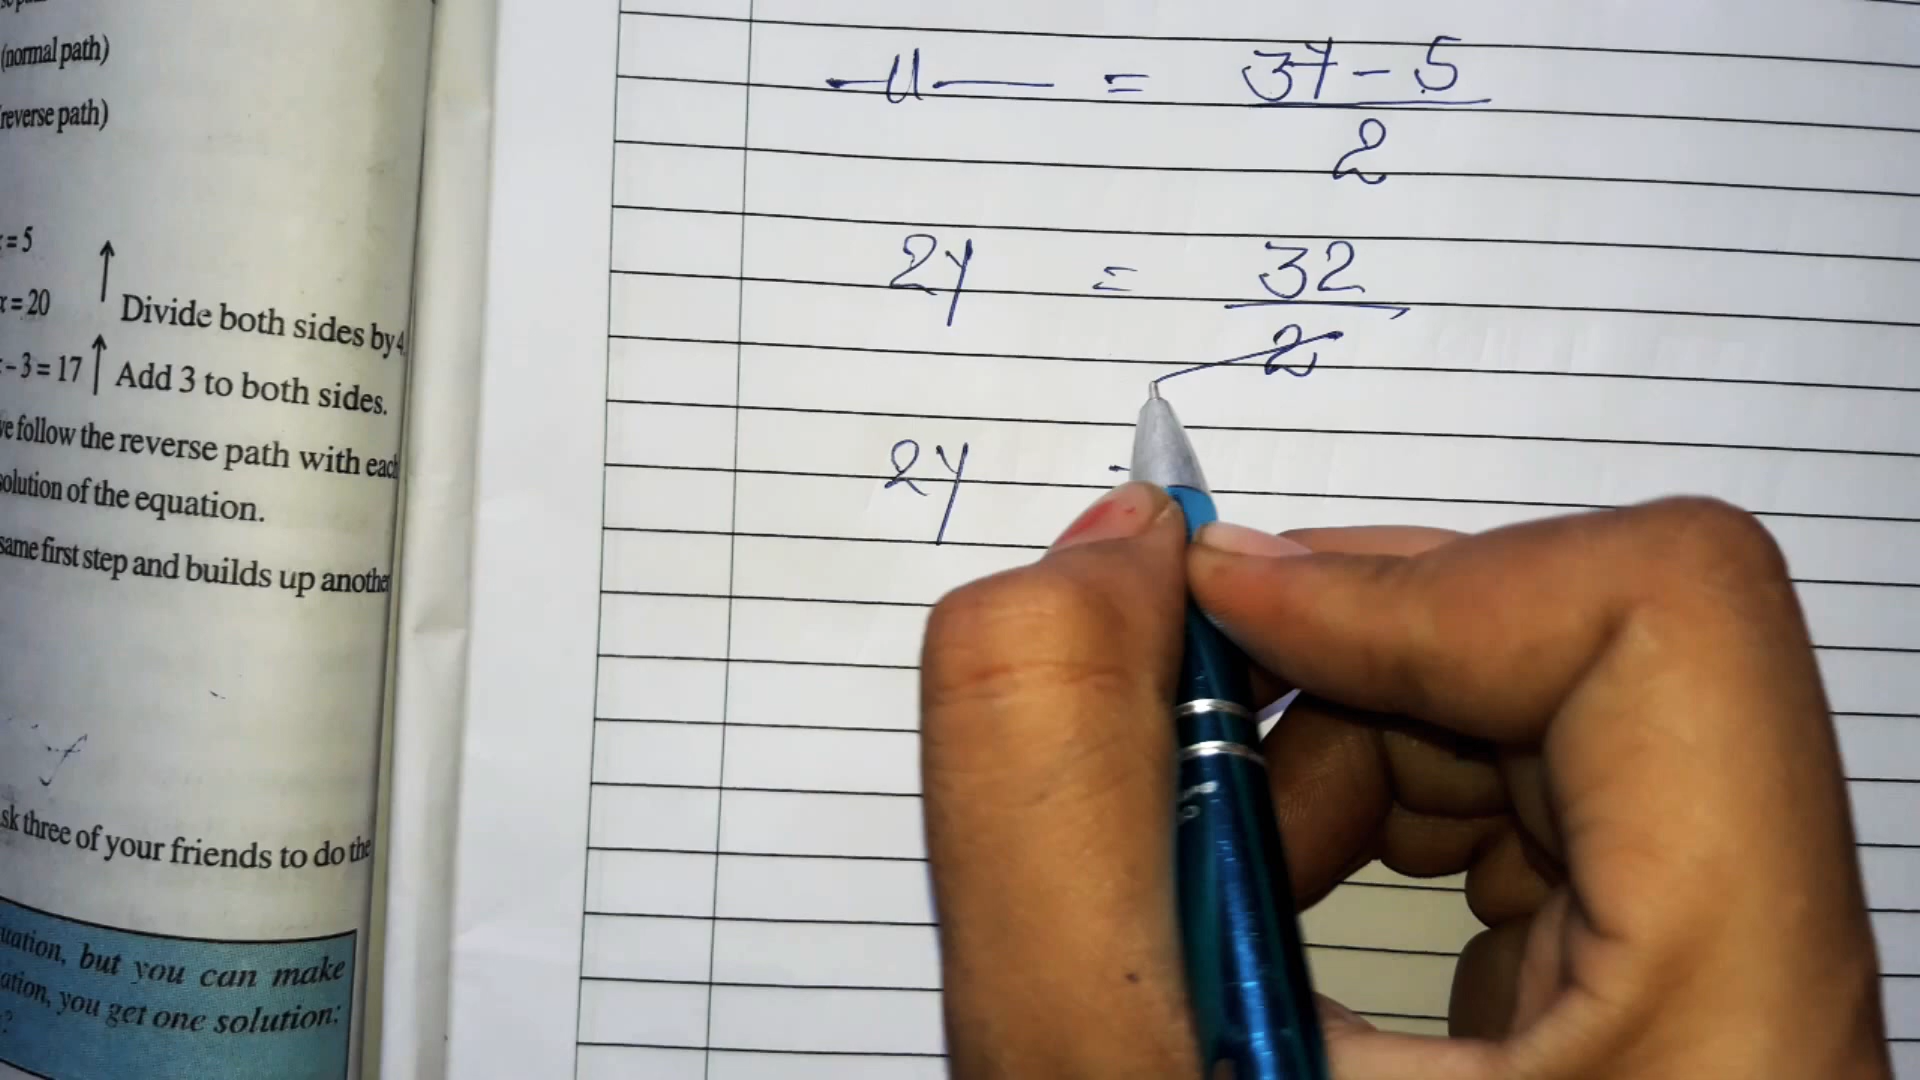 (normal path)
reverse path)
= 5
x = 20
Divide both sides by 4
- 3 = 17
Add 3 to both sides.
follow the reverse path with each
solution of the equation.
same first step and builds up another
sk three of your friends to do the
uation, but you can make
ation, you get one solution:
?
—〃— = 37 - 5
2
2y = 32
2
2y